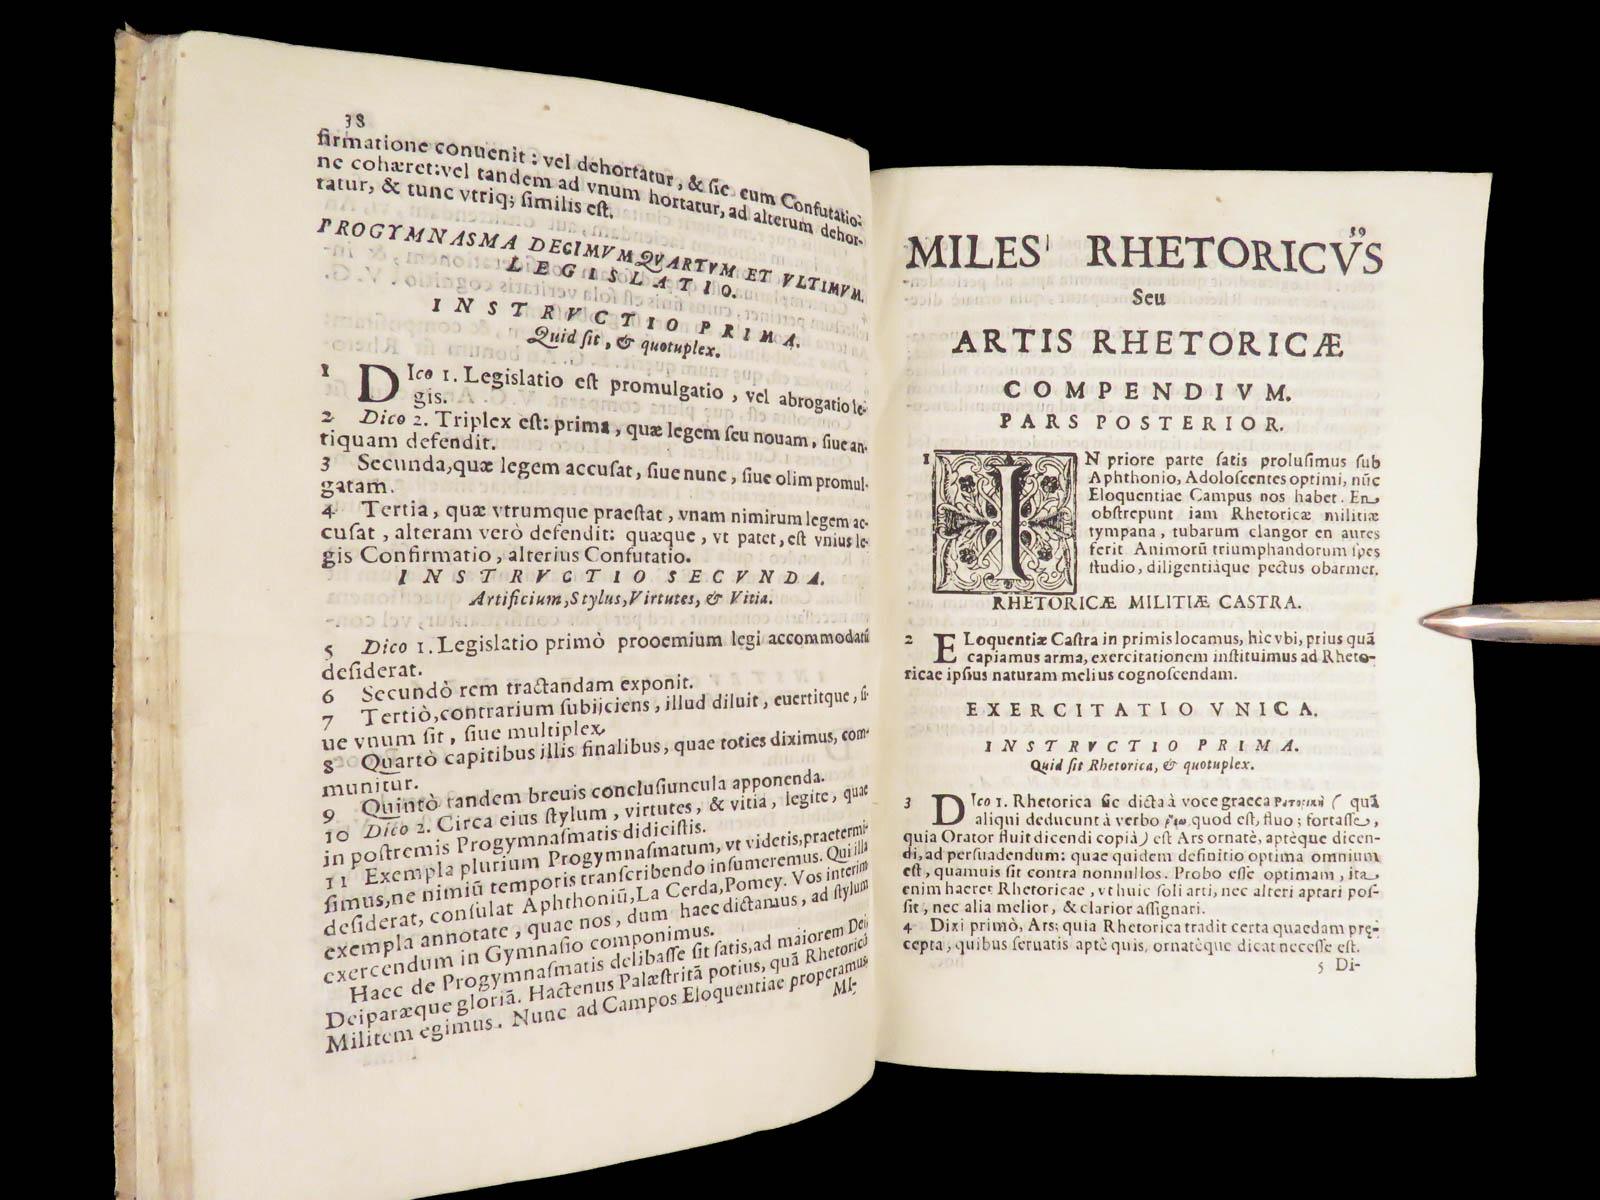 38
firmatione conuenit : vel dehortatur, & sic cum Confutatio-
ne cohæret: vel tandem ad vnum hortatur, ad alterum dehor-
tatur, & tunc vtriq; similis est.
PROGYMNASMA DECIMVM QVARTVM ET VLTIMVM.
LEGISLATIO.
INSTRVCTIO PRIMA.
Quid sit, & quotuplex.
1 DIco 1. Legislatio est promulgatio, vel abrogatio le-
gis.
2 Dico 2. Triplex est: prima, quæ legem seu nouam, siue an-
tiquam defendit.
3 Secunda, quæ legem accusat, siue nunc, siue olim promul-
gatam.
4 Tertia, quæ vtrumque praestat, vnam nimirum legem ac-
cusat, alteram verò defendit: quæque, vt patet, est vnius le-
gis Confirmatio, alterius Confutatio.
INSTRVCTIO SECVNDA.
Artificium, Stylus, Virtutes, & Vitia.
5 Dico 1. Legislatio primò prooemium legi accommodatū
desiderat.
6 Secundò rem tractandam exponit.
7 Tertiò, contrarium subijciens, illud diluit, euertitque, si-
ue vnum sit, siue multiplex.
8 Quartò capitibus illis finalibus, quae toties diximus, com-
munitur.
9 Quintò tandem breuis conclusiuncula apponenda.
10 Dico 2. Circa eius stylum, virtutes, & vitia, legite, quae
in postremis Progymnasmatis didicistis.
11 Exempla plurium Progymnasmatum, vt videtis, praetermi-
simus, ne nimiū temporis transcribendo insumeremus. Qui illa
desiderat, consulat Aphthoniū, La Cerda, Pomey. Vos interim
exempla annotate, quae nos, dum haec dictamus, ad stylum
exercendum in Gymnasio componimus.
Haec de Progymnasmatis delibasse sit satis, ad maiorem Dei,
Deiparæque gloriā. Hactenus Palæstritā potius, quā Rhetoricū
Militem egimus. Nunc ad Campos Eloquentiae properamus.
MI-
39
MILES RHETORICVS
Seu
ARTIS RHETORICÆ
COMPENDIVM.
PARS POSTERIOR.
1 IN priore parte satis prolusimus sub
Aphthonio, Adoloscentes optimi, nūc
Eloquentiae Campus nos habet. En
obstrepunt iam Rhetoricæ militiæ
tympana, tubarum clangor en aures
ferit Animorū triumphandorum spes
studio, diligentiàque pectus obarmet.
RHETORICÆ MILITIÆ CASTRA.
2 ELoquentiæ Castra in primis locamus, hic vbi, prius quā
capiamus arma, exercitationem instituimus ad Rheto-
ricae ipsius naturam melius cognoscendam.
EXERCITATIO VNICA.
INSTRVCTIO PRIMA.
Quid sit Rhetorica, & quotuplex.
3 DIco 1. Rhetorica sic dicta à voce graeca ( quā
aliqui deducunt à verbo quod est, fluo; fortasse,
quia Orator fluit dicendi copiâ) est Ars ornatè, aptèque dicen-
di, ad persuadendum: quae quidem definitio optima omnium
est, quamuis sit contra nonnullos. Probo esse optimam, ita
enim haeret Rhetoricae, vt huic soli arti, nec alteri aptari pos-
sit, nec alia melior, & clarior assignari.
4 Dixi primò, Ars; quia Rhetorica tradit certa quaedam prę-
cepta, quibus seruatis aptè quis, ornatèque dicat necesse est.
5 Di-